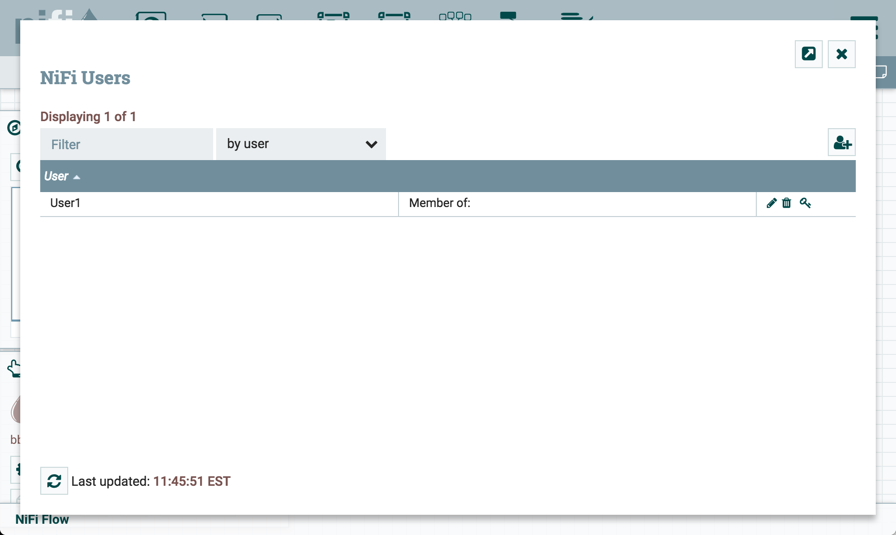 nifi
NiFi Users
Displaying 1 of 1
Filter
by user
User
User1
Member of:
Last updated: 11:45:51 EST
NiFi Flow